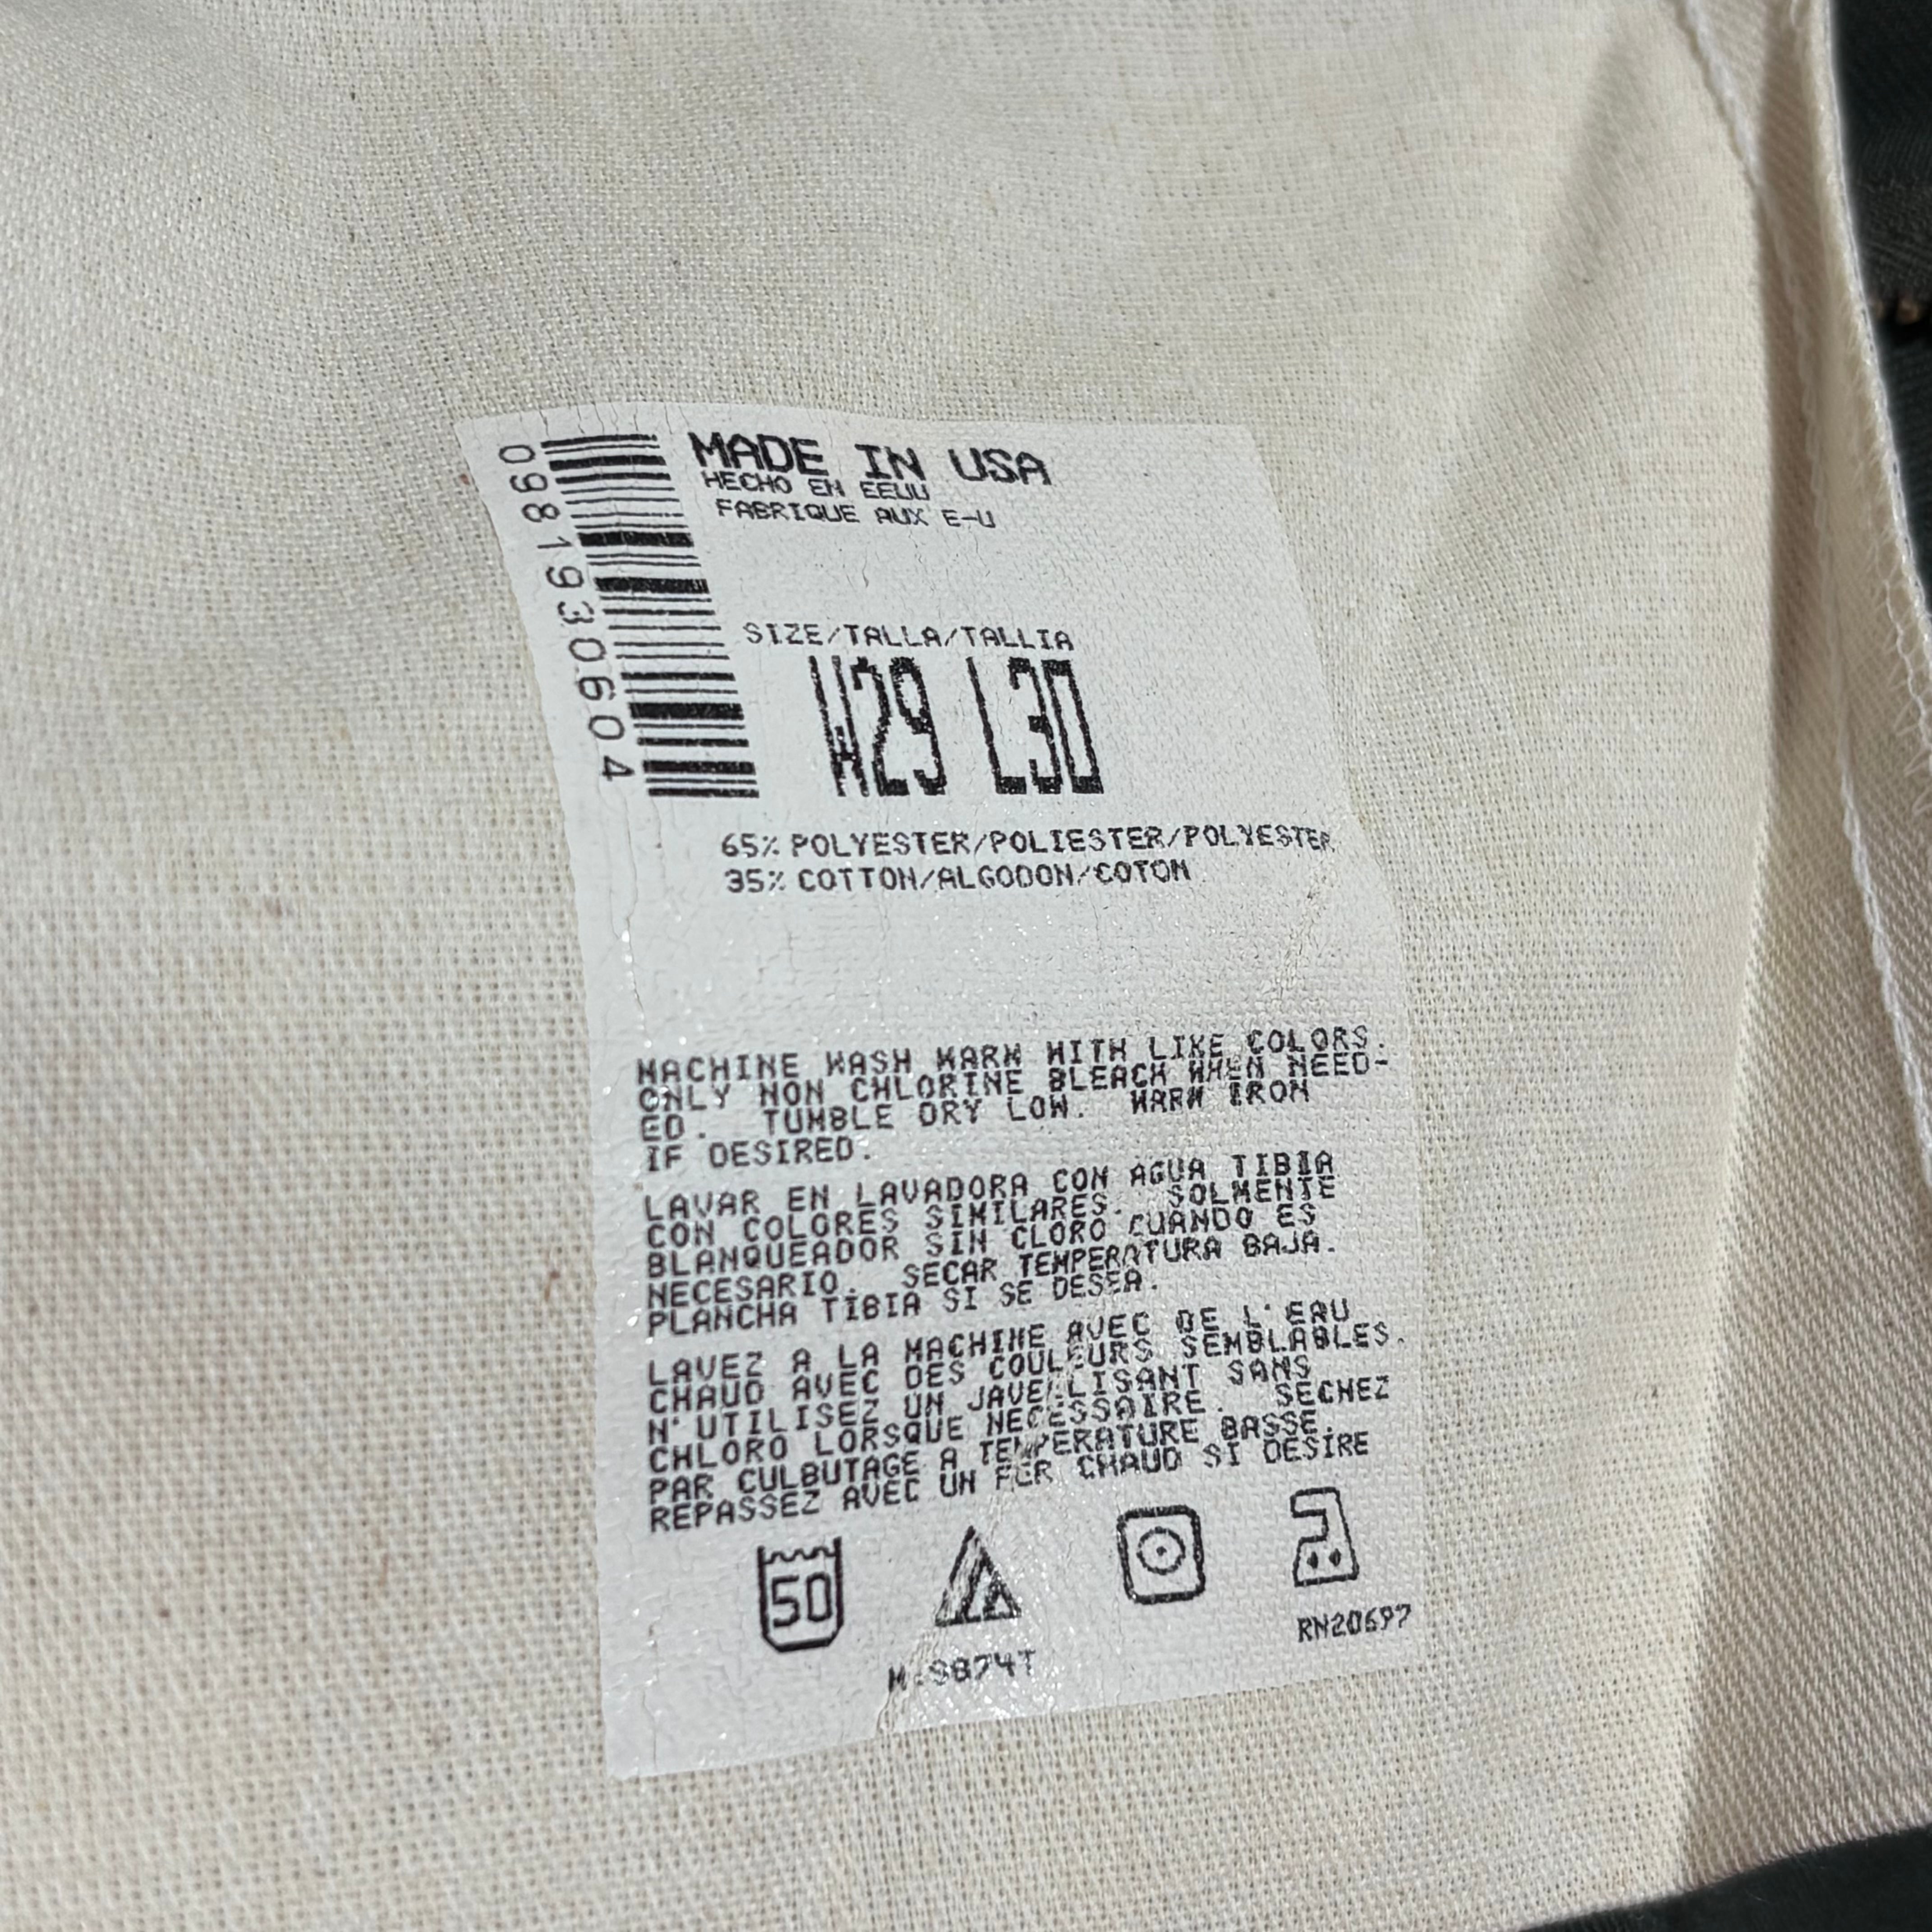 098193060604
MADE IN USA
HECHO EN EEUU
FABRIQUE AUX E-U
SIZE/TALLA/TALLIA
W29 L30
65% POLYESTER/POLIESTER/POLYESTER
35% COTTON/ALGODON/COTON
MACHINE WASH WARM WITH LIKE COLORS.
ONLY NON CHLORINE BLEACH WHEN NEED-
ED. TUMBLE DRY LOW. WARM IRON
IF DESIRED.
LAVAR EN LAVADORA CON AGUA TIBIA
CON COLORES SIMILARES. SOLMENTE
BLANQUEADOR SIN CLORO CUANDO ES
NECESARIO. SECAR TEMPERATURA BAJA.
PLANCHA TIBIA SI SE DESEA.
LAVEZ A LA MACHINE AVEC DE L'EAU
CHAUD AVEC DES COULEURS SEMBLABLES.
N'UTILISEZ UN JAVELLISANT SANS
CHLORO LORSQUE NECESSAIRE. SECHEZ
PAR CULBUTAGE A TEMPERATURE BASSE.
REPASSEZ AVEC UN FER CHAUD SI DESIRE
50
RN20697